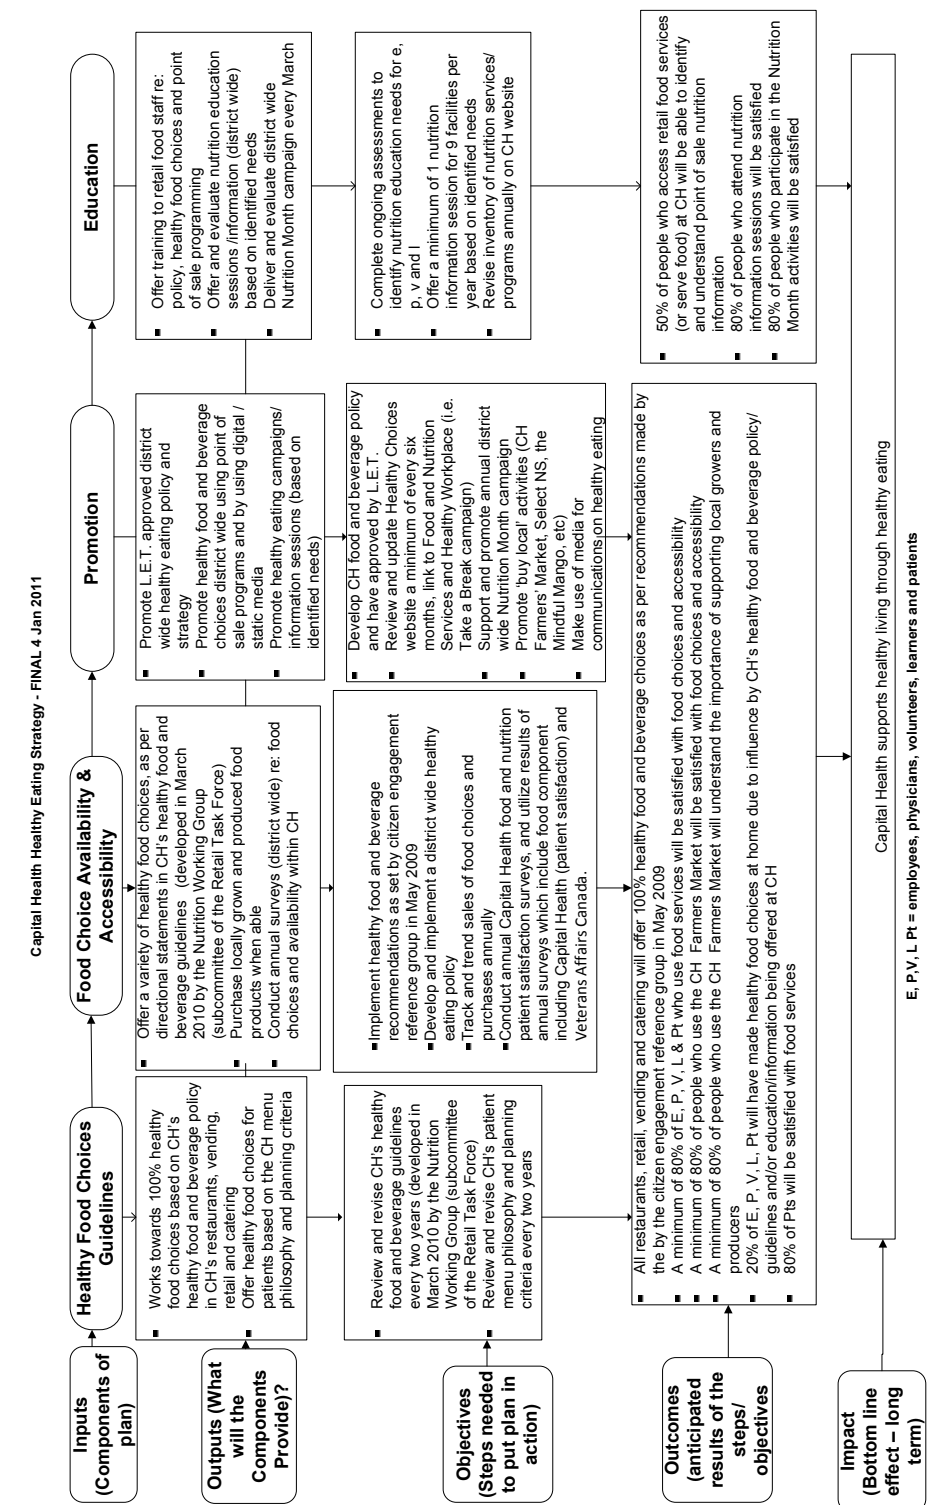 Capital Health Healthy Eating Strategy - FINAL 4 Jan 2011
Inputs
(Components of
plan)
Healthy Food Choices
Guidelines
Food Choice Availability &
Accessibility
Promotion
Education
Outputs (What
will the
Components
Provide)?
Works towards 100% healthy
food choices based on CH's
healthy food and beverage policy
in CH's restaurants, vending,
retail and catering
Offer healthy food choices for
patients based on the CH menu
philosophy and planning criteria
Offer a variety of healthy food choices, as per
directional statements in CH's healthy food and
beverage guidelines (developed in March
2010 by the Nutrition Working Group
(subcommittee of the Retail Task Force)
Purchase locally grown and produced food
products when able
Conduct annual surveys (district wide) re: food
choices and availability within CH
Promote L.E.T. approved district
wide healthy eating policy and
strategy
Promote healthy food and beverage
choices district wide using point of
sale programs and by using digital /
static media
Promote healthy eating campaigns/
information sessions (based on
identified needs)
Offer training to retail food staff re:
policy, healthy food choices and point
of sale programming
Offer and evaluate nutrition education
sessions /information (district wide)
based on identified needs
Deliver and evaluate district wide
Nutrition Month campaign every March
Objectives
(Steps needed
to put plan in
action)
Review and revise CH's healthy
food and beverage guidelines
every two years (developed in
March 2010 by the Nutrition
Working Group (subcommittee
of the Retail Task Force)
Review and revise CH's patient
menu philosophy and planning
criteria every two years
Implement healthy food and beverage
recommendations as set by citizen engagement
reference group in May 2009
Develop and implement a district wide healthy
eating policy
Track and trend sales of food choices and
purchases annually
Conduct annual Capital Health food and nutrition
patient satisfaction surveys, and utilize results of
annual surveys which include food component
including Capital Health (patient satisfaction) and
Veterans Affairs Canada.
Develop CH food and beverage policy
and have approved by L.E.T.
Review and update Healthy Choices
website a minimum of every six
months, link to Food and Nutrition
Services and Healthy Workplace (i.e.
Take a Break campaign)
Support and promote annual district
wide Nutrition Month campaign
Promote 'buy local' activities (CH
Farmers' Market, Select NS, the
Mindful Mango, etc)
Make use of media for
communications on healthy eating
Complete ongoing assessments to
identify nutrition education needs for e,
p, v and l
Offer a minimum of 1 nutrition
information session for 9 facilities per
year based on identified needs
Revise inventory of nutrition services/
programs annually on CH website
Outcomes
(anticipated
results of the
steps/
objectives
All restaurants, retail, vending and catering will offer 100% healthy food and beverage choices as per recommendations made by
the by the citizen engagement reference group in May 2009
A minimum of 80% of E, P, V, L & Pt who use food services will be satisfied with food choices and accessibility
A minimum of 80% of people who use the CH Farmers Market will be satisfied with food choices and accessibility
A minimum of 80% of people who use the CH Farmers Market will understand the importance of supporting local growers and
producers
20% of E, P, V, L, Pt will have made healthy food choices at home due to influence by CH's healthy food and beverage policy/
guidelines and/or education/information being offered at CH
80% of Pts will be satisfied with food services
50% of people who access retail food services
(or serve food) at CH will be able to identify
and understand point of sale nutrition
information
80% of people who attend nutrition
information sessions will be satisfied
80% of people who participate in the Nutrition
Month activities will be satisfied
Impact
(Bottom line
effect – long
term)
Capital Health supports healthy living through healthy eating
E, P,V, L Pt = employees, physicians, volunteers, learners and patients